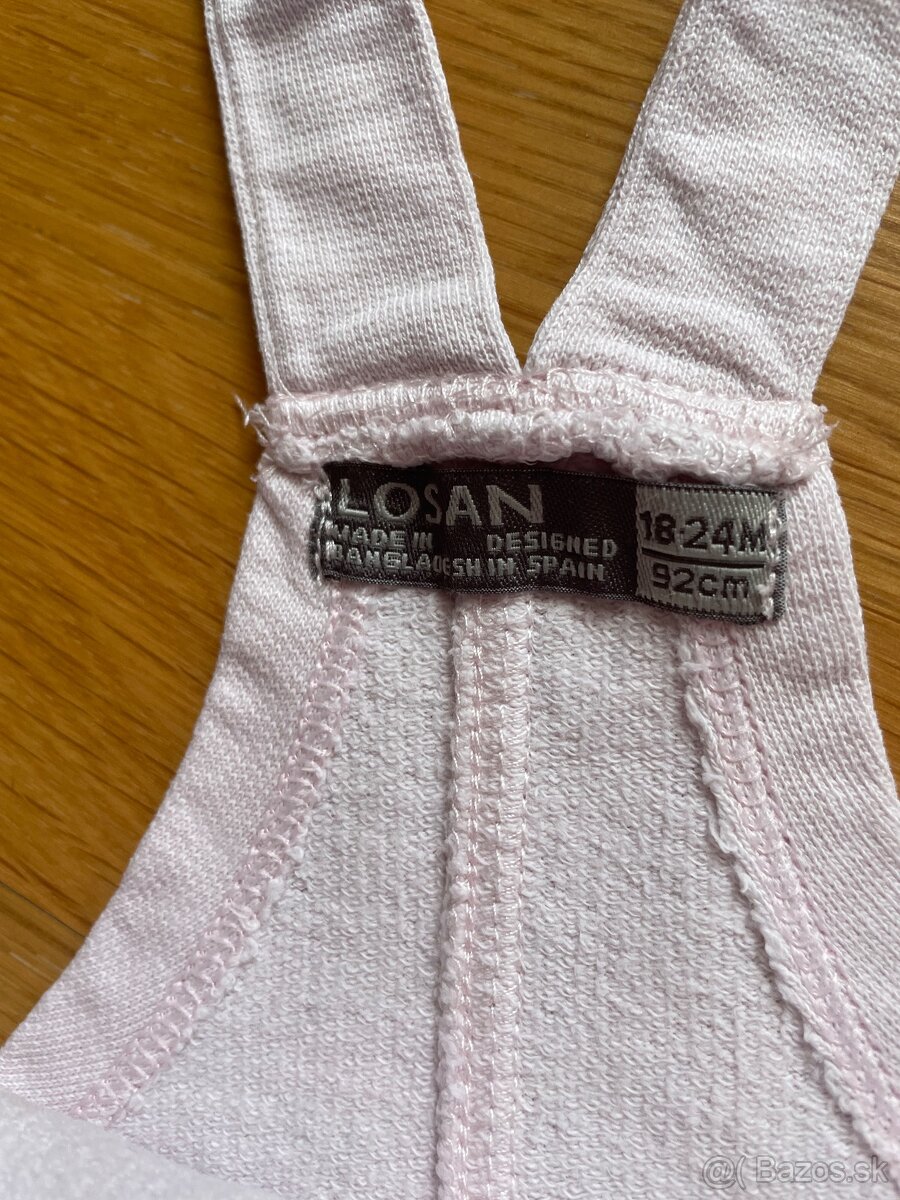 LOSAN
MADE IN DESIGNED
BANGLADESH IN SPAIN
18-24M
92cm
@( Bazos.sk